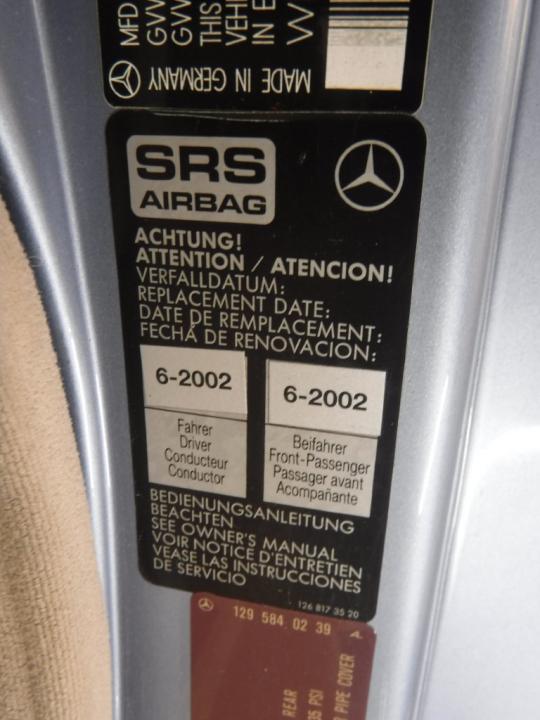 MFD
GVW
GVW
THIS
VEH
IN E
W
MADE IN GERMANY
SRS
AIRBAG
ACHTUNG!
ATTENTION / ATENCION!
VERFALLDATUM:
REPLACEMENT DATE:
DATE DE REMPLACEMENT:
FECHA DE RENOVACION:
6-2002
Fahrer
Driver
Conducteur
Conductor
6-2002
Beifahrer
Front-Passenger
Passager avant
Acompañante
BEDIENUNGSANLEITUNG
BEACHTEN
SEE OWNER'S MANUAL
VOIR NOTICE D'ENTRETIEN
VEASE LAS INSTRUCCIONES
DE SERVICIO
126 817 35 20
129 584 02 39
REAR
35 PSI
PIPE COVER